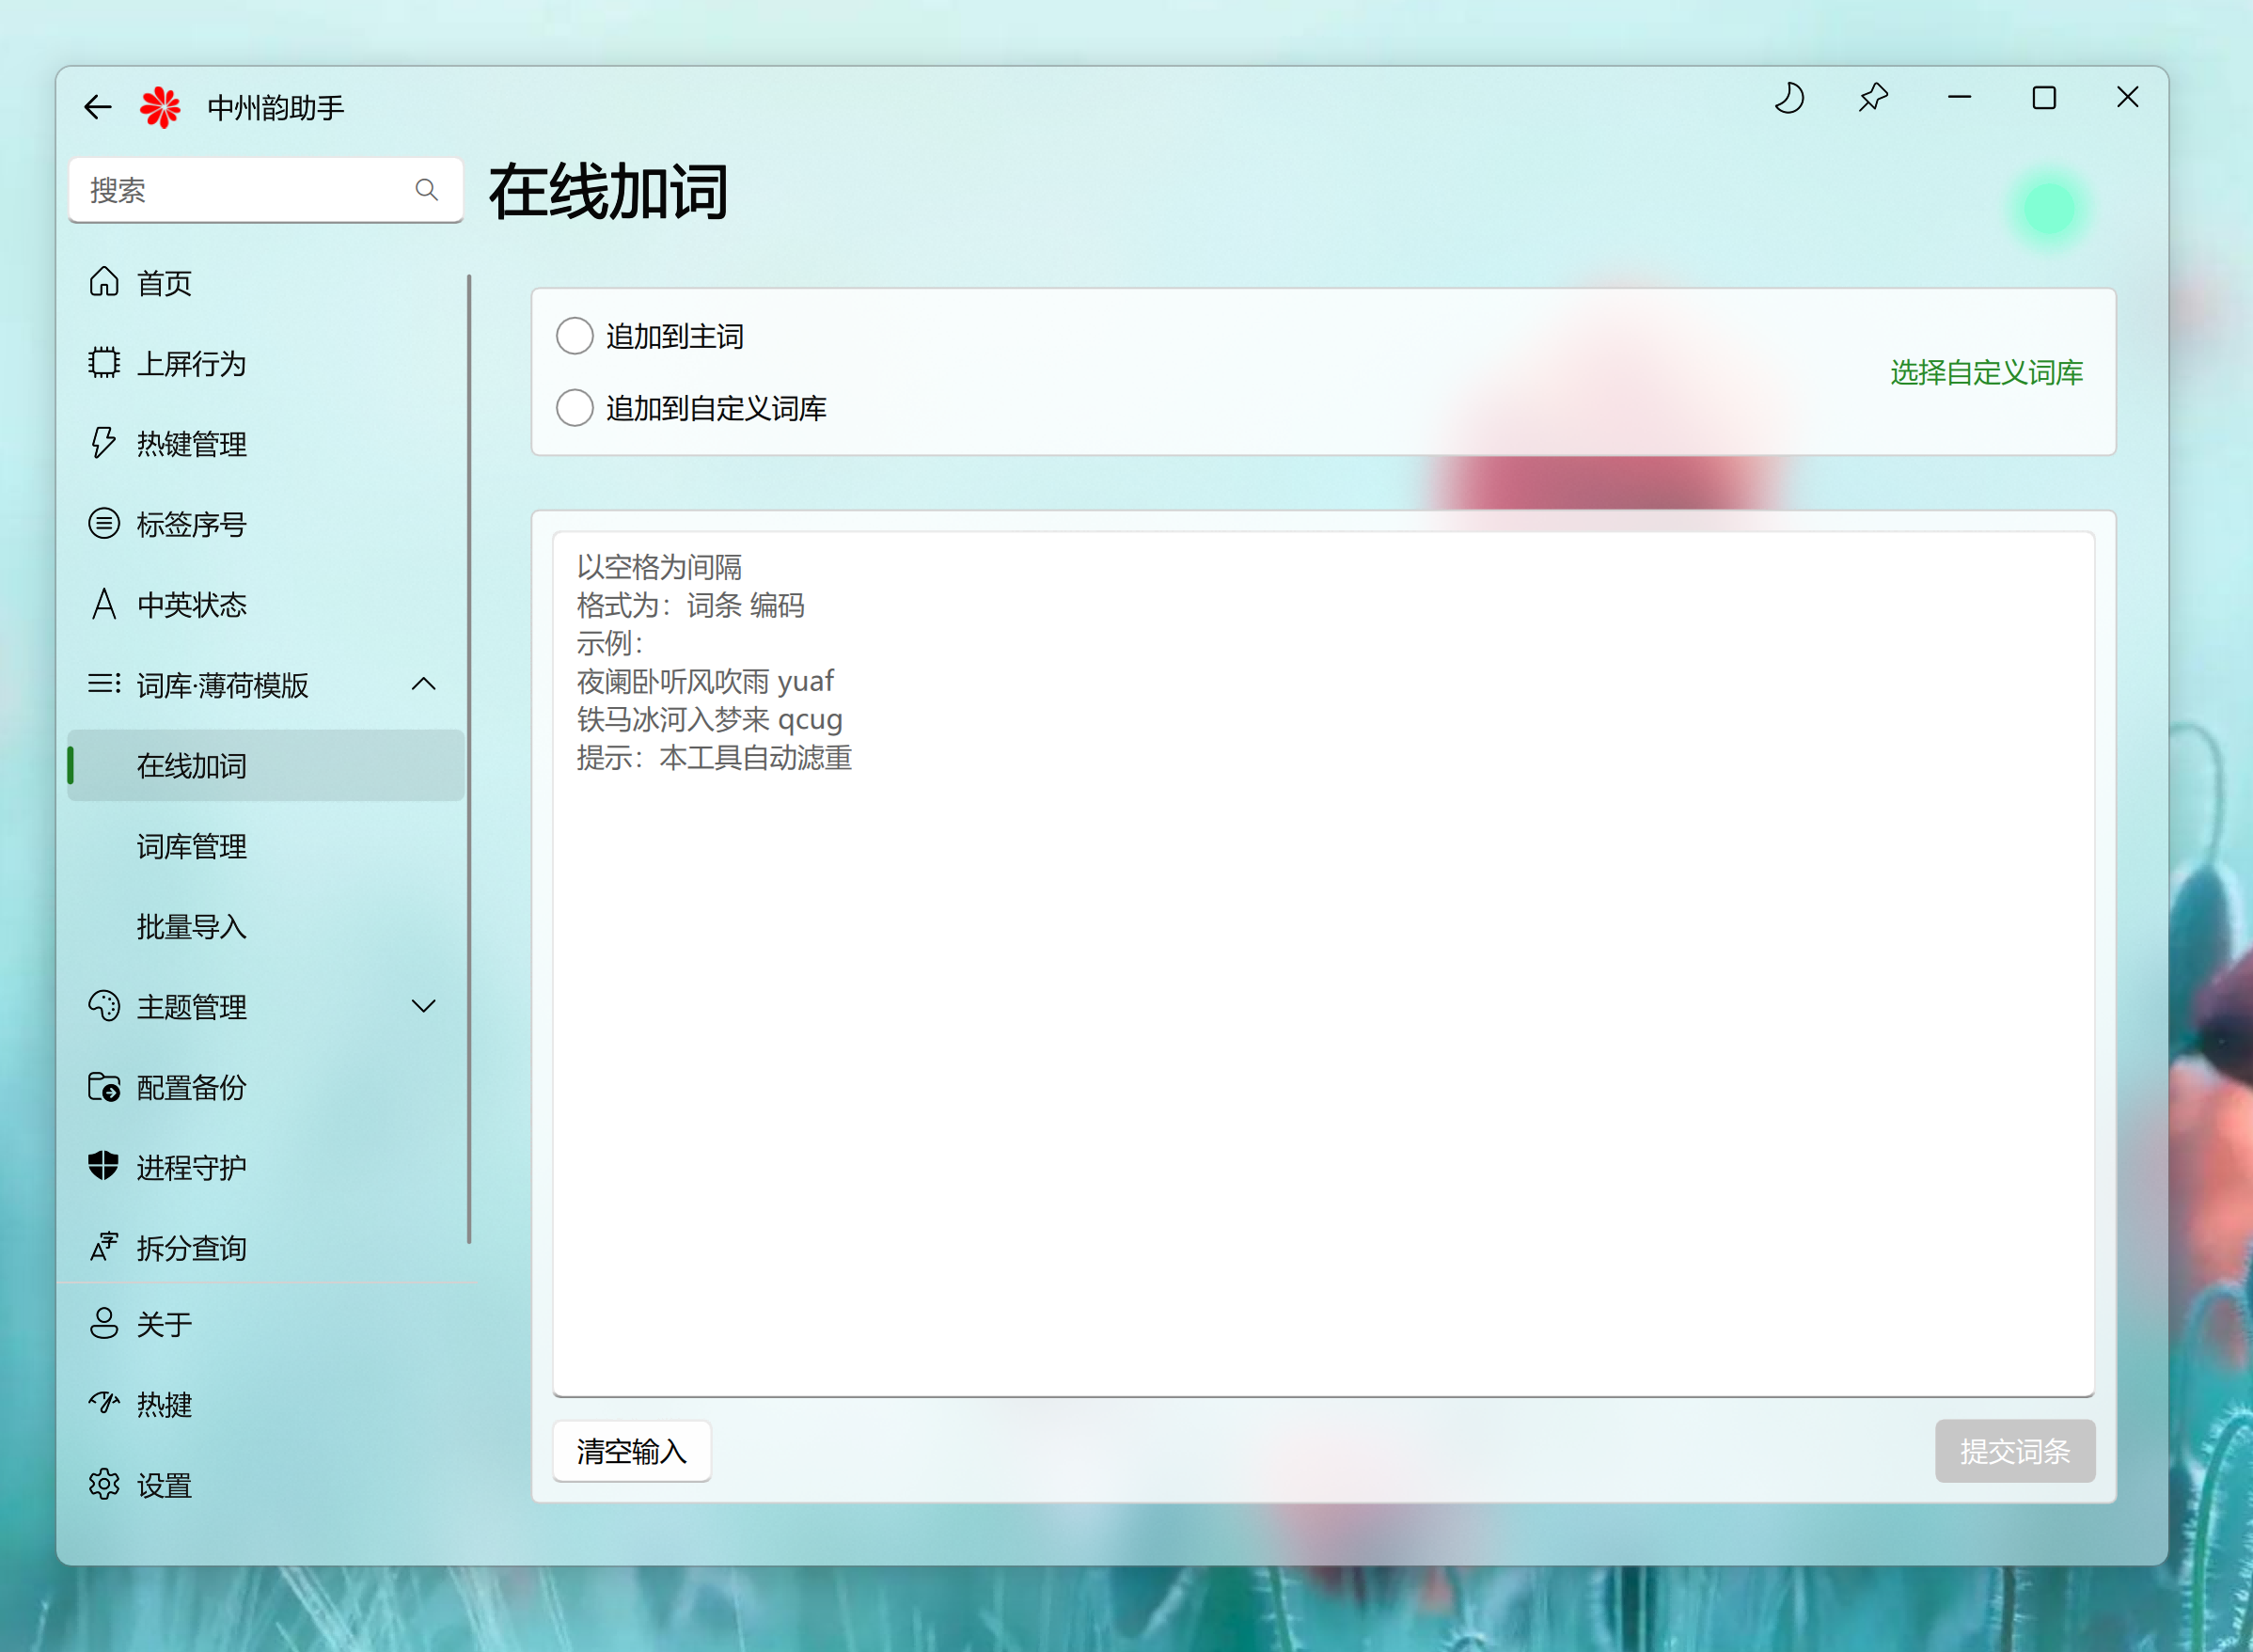 中州韵助手
搜索
首页
上屏行为
热键管理
标签序号
中英状态
词库·薄荷模版
在线加词
词库管理
批量导入
主题管理
配置备份
进程守护
拆分查询
关于
热揵
设置
在线加词
追加到主词
追加到自定义词库
选择自定义词库
以空格为间隔
格式为：词条 编码
示例：
夜阑卧听风吹雨 yuaf
铁马冰河入梦来 qcug
提示：本工具自动滤重
清空输入
提交词条